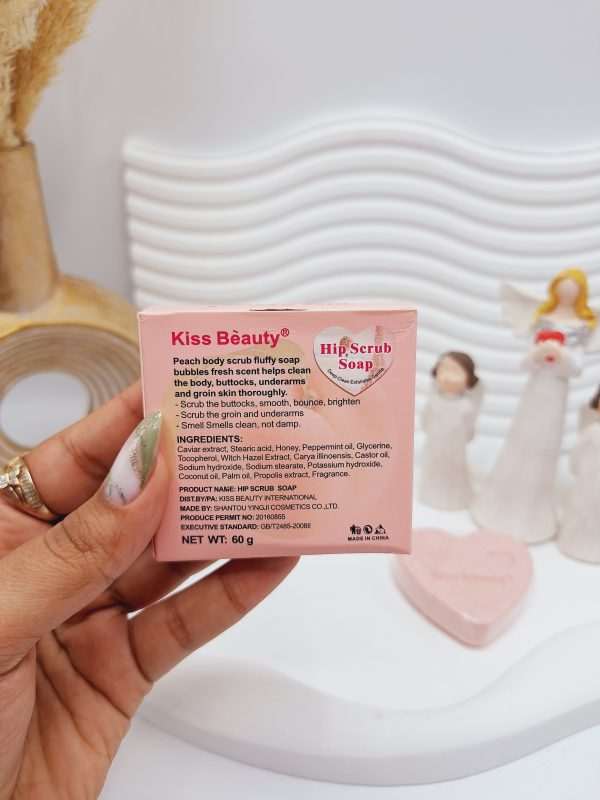 Kiss Bèauty®
Hip Scrub
Soap
Peach body scrub fluffy soap
bubbles fresh scent helps clean
the body, buttocks, underarms
and groin skin thoroughly.
- Scrub the buttocks, smooth, bounce, brighten
- Scrub the groin and underarms
- Smell Smells clean, not damp.
INGREDIENTS:
Caviar extract, Stearic acid, Honey, Peppermint oil, Glycerine,
Tocopherol, Witch Hazel Extract, Carya illinoensis, Castor oil,
Sodium hydroxide, Sodium stearate, Potassium hydroxide,
Coconut oil, Palm oil, Propolis extract, Fragrance.
PRODUCT NAME: HIP SCRUB SOAP
DIST.BY/PA: KISS BEAUTY INTERNATIONAL
MADE BY: SHANTOU YINGJI COSMETICS CO.,LTD.
PRODUCE PERMIT NO: 20160855
EXECUTIVE STANDARD: GB/T2485-2008E
NET WT: 60 g
MADE IN CHINA